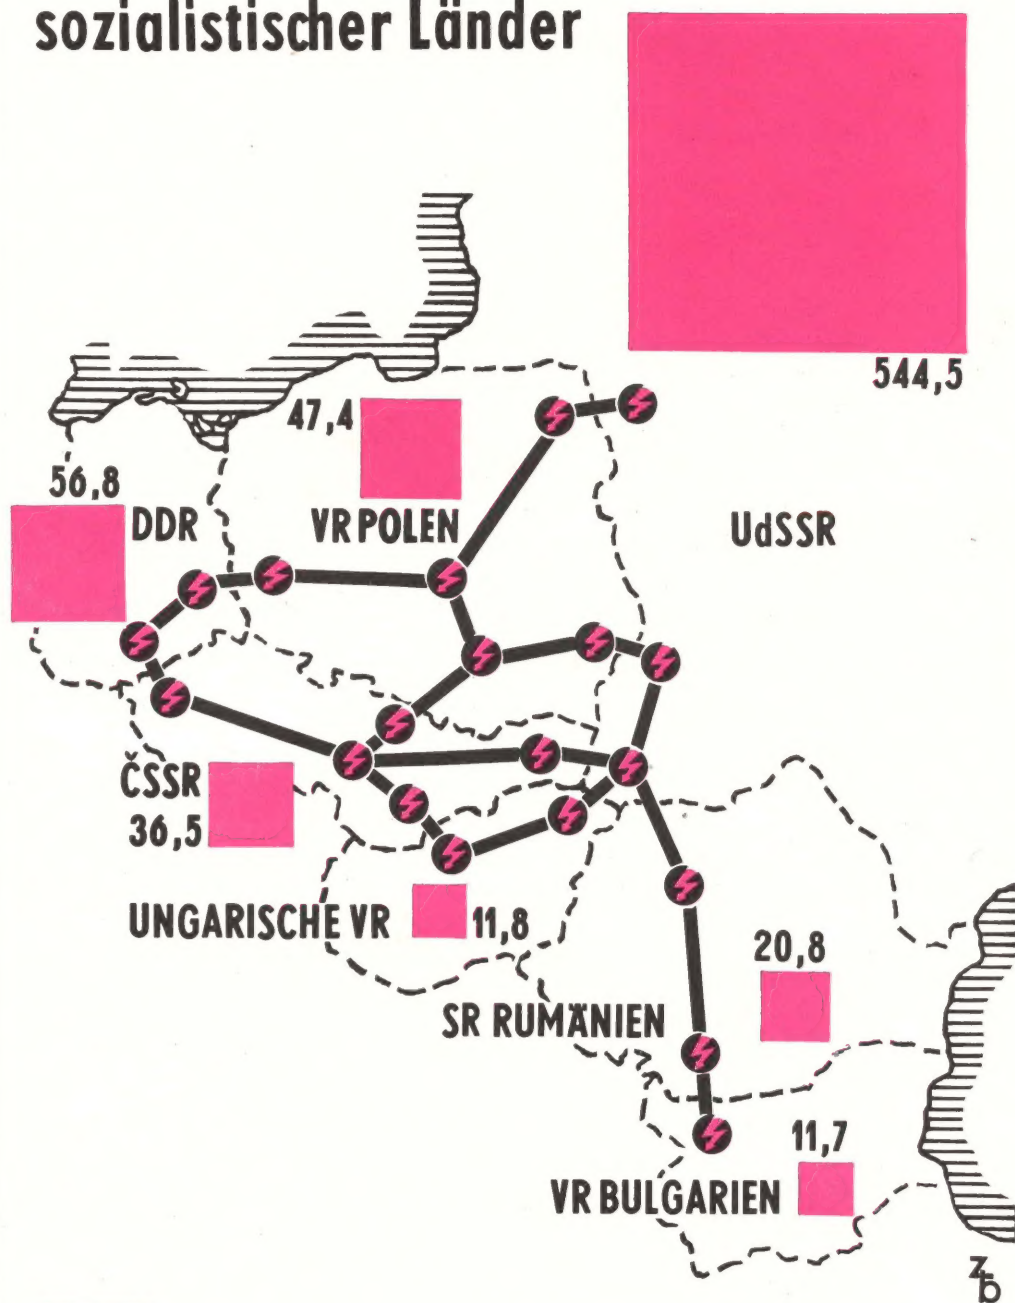 sozialistischer Länder
544,5
47,4
56,8
DDR
VR POLEN
UdSSR
ČSSR
36,5
UNGARISCHE VR
11,8
20,8
SR RUMÄNIEN
11,7
VR BULGARIEN
zb